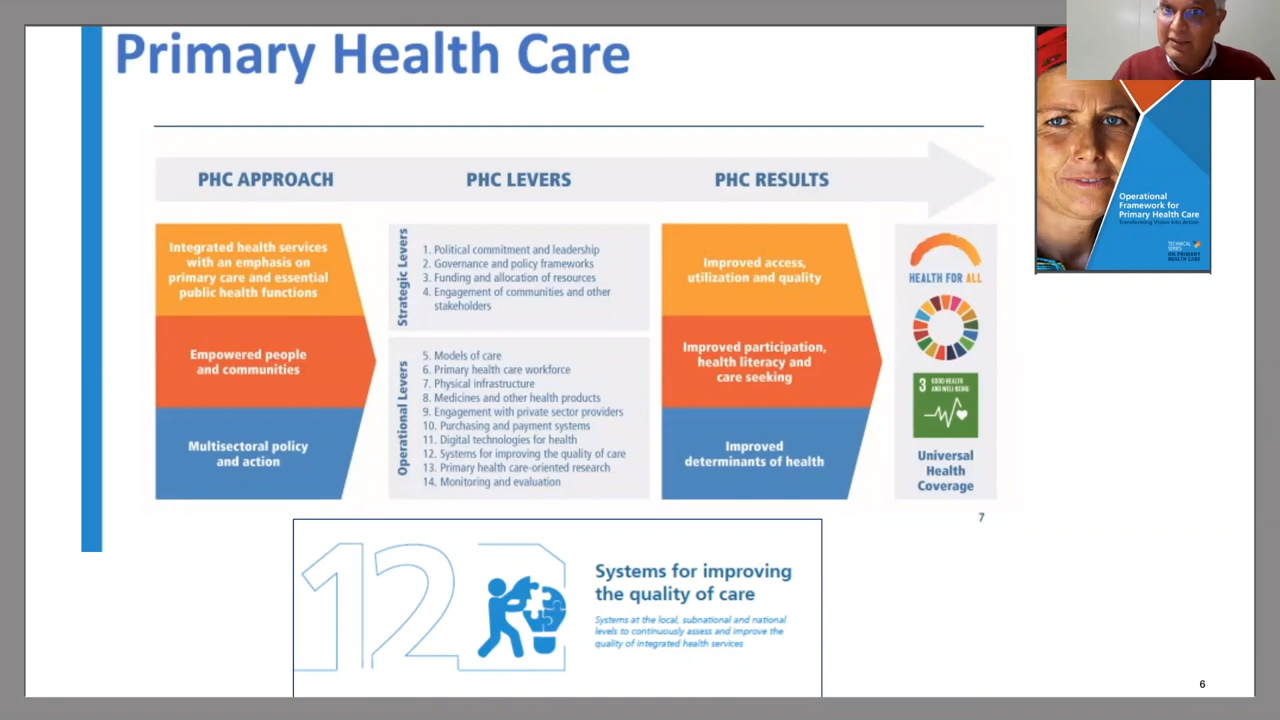 Primary Health Care
PHC APPROACH
PHC LEVERS
PHC RESULTS
Integrated health services
with an emphasis on
primary care and essential
public health functions
Empowered people
and communities
Multisectoral policy
and action
Strategic Levers
1. Political commitment and leadership
2. Governance and policy frameworks
3. Funding and allocation of resources
4. Engagement of communities and other
stakeholders
Operational Levers
5. Models of care
6. Primary health care workforce
7. Physical infrastructure
8. Medicines and other health products
9. Engagement with private sector providers
10. Purchasing and payment systems
11. Digital technologies for health
12. Systems for improving the quality of care
13. Primary health care-oriented research
14. Monitoring and evaluation
Improved access,
utilization and quality
Improved participation,
health literacy and
care seeking
Improved
determinants of health
HEALTH FOR ALL
3 GOOD HEALTH
AND WELL-BEING
Universal
Health
Coverage
7
Operational
Framework for
Primary Health Care
Transforming Vision Into Action
TECHNICAL
SERIES
ON PRIMARY
HEALTH CARE
12
Systems for improving
the quality of care
Systems at the local, subnational and national
levels to continuously assess and improve the
quality of integrated health services
6